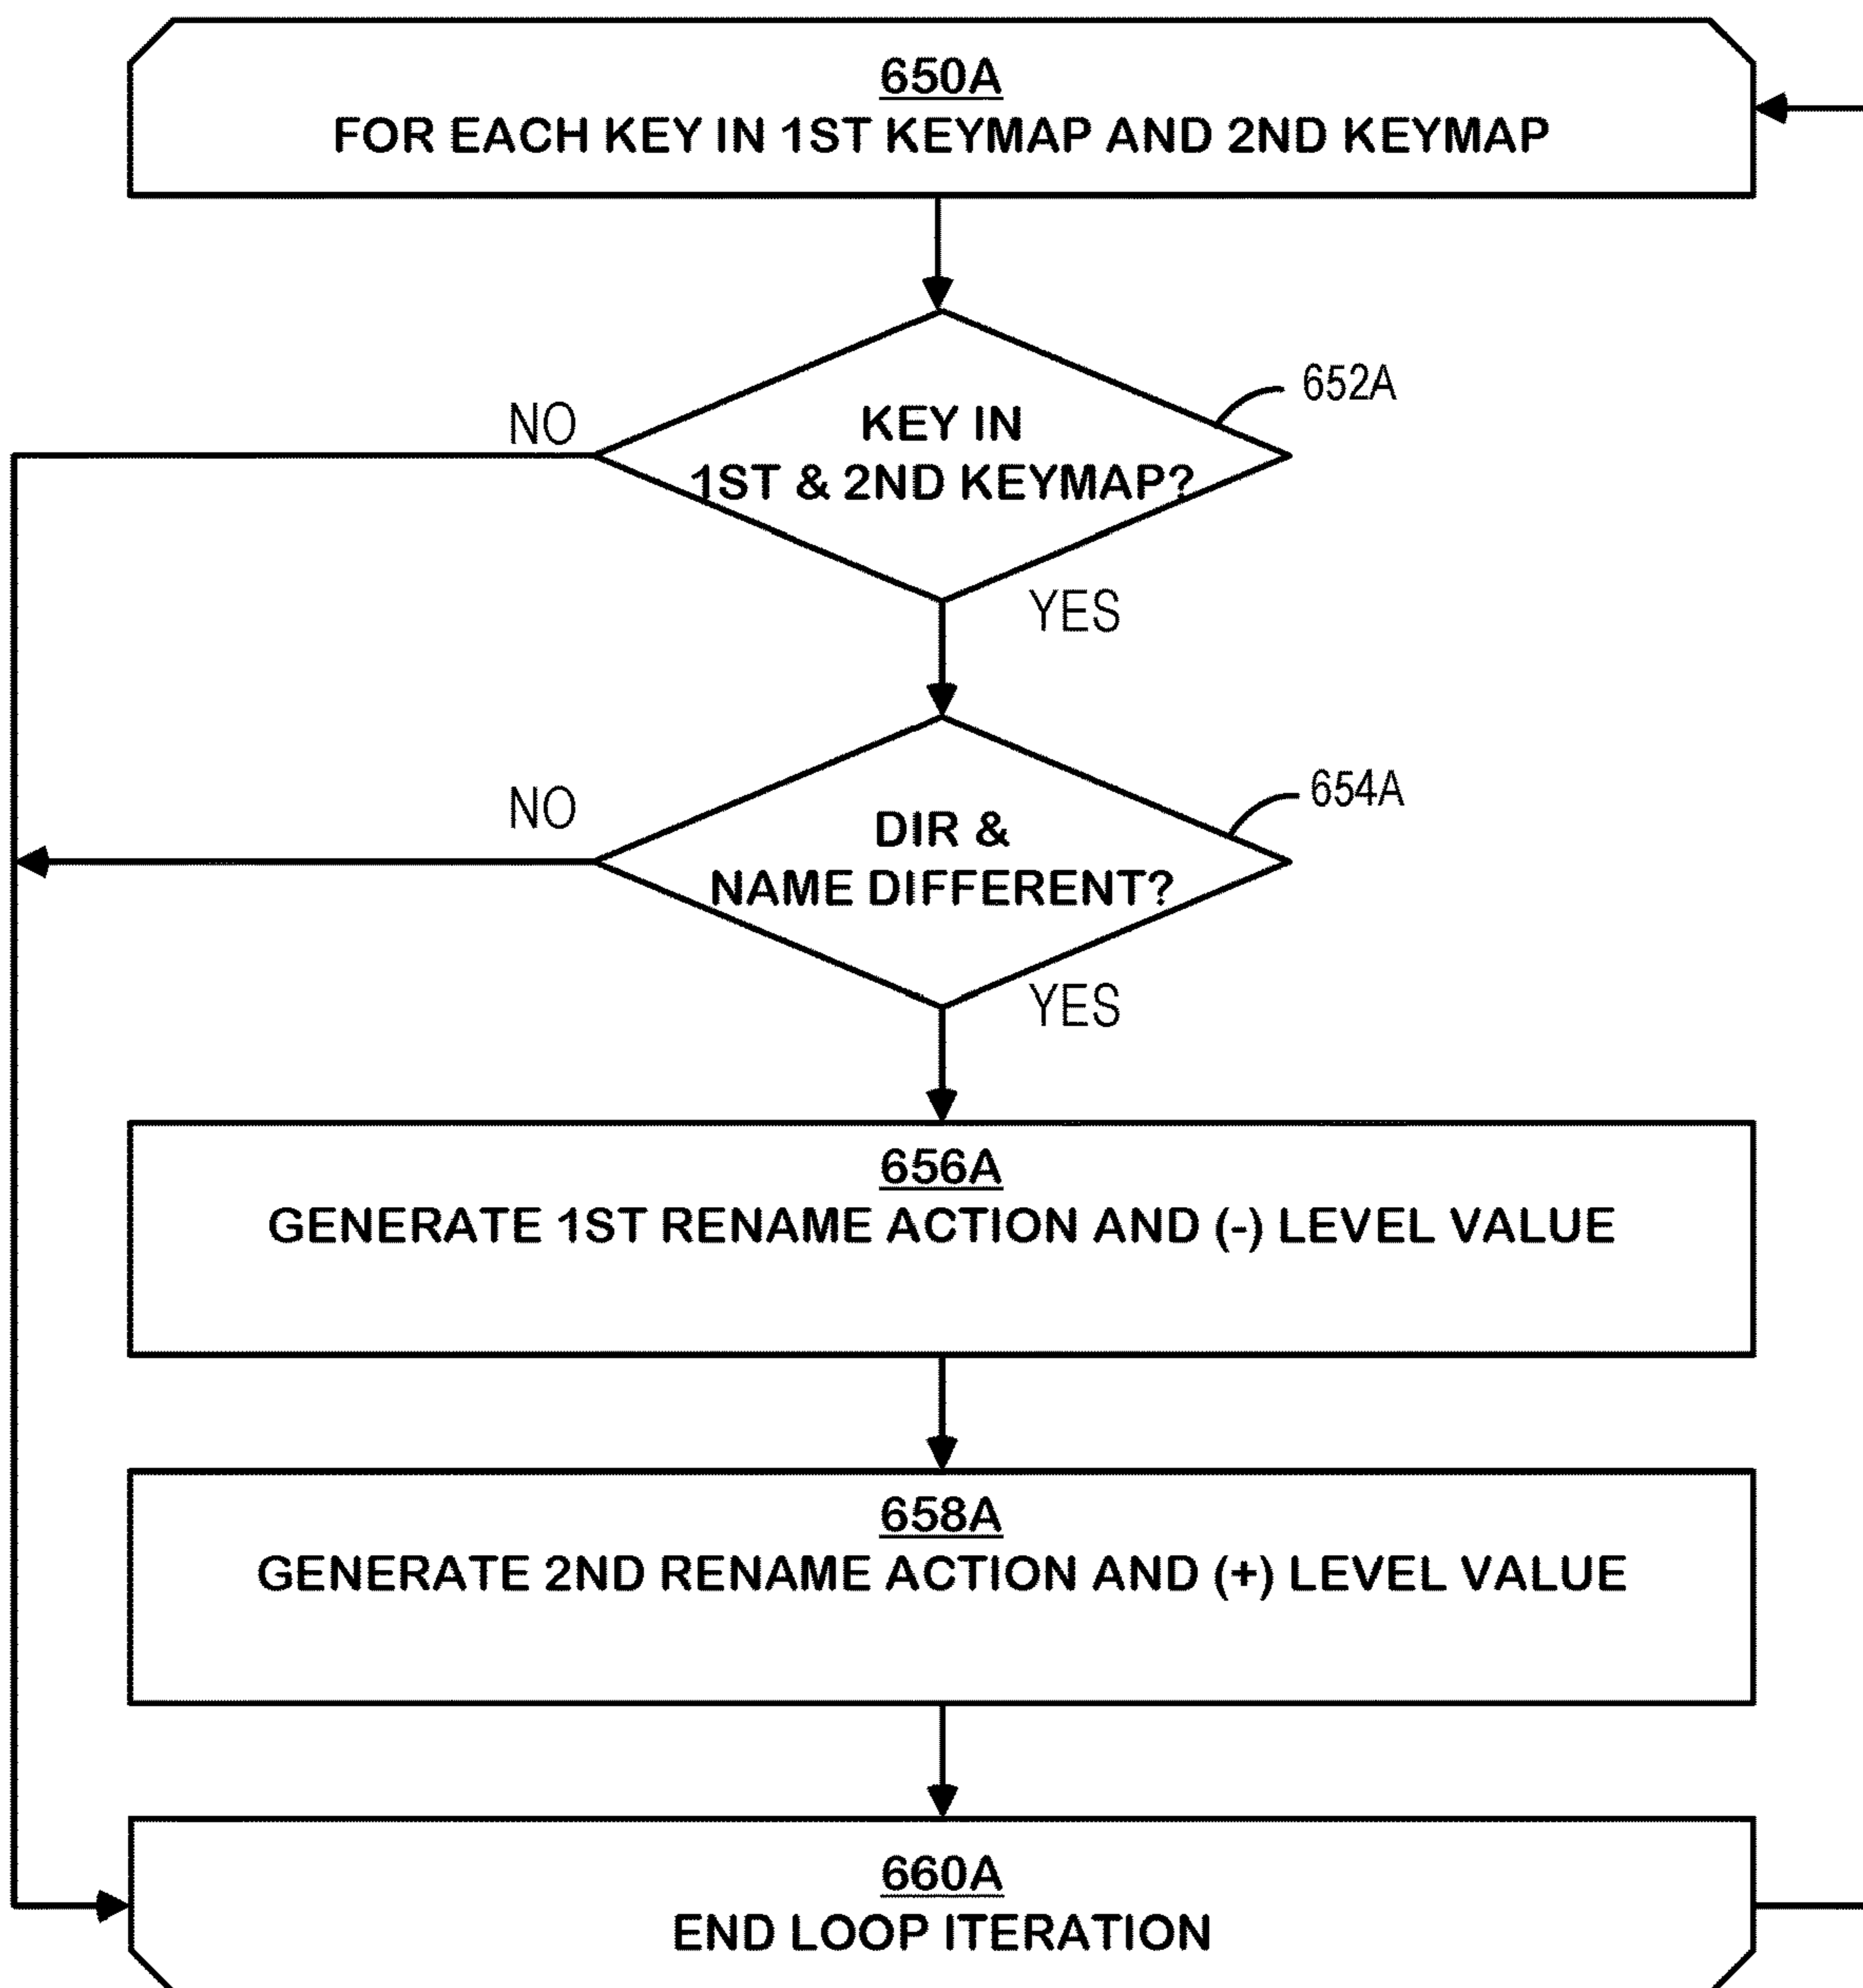 650A
FOR EACH KEY IN 1ST KEYMAP AND 2ND KEYMAP
652A
NO
KEY IN
1ST & 2ND KEYMAP?
YES
654A
NO
DIR &
NAME DIFFERENT?
YES
656A
GENERATE 1ST RENAME ACTION AND (-) LEVEL VALUE
658A
GENERATE 2ND RENAME ACTION AND (+) LEVEL VALUE
660A
END LOOP ITERATION